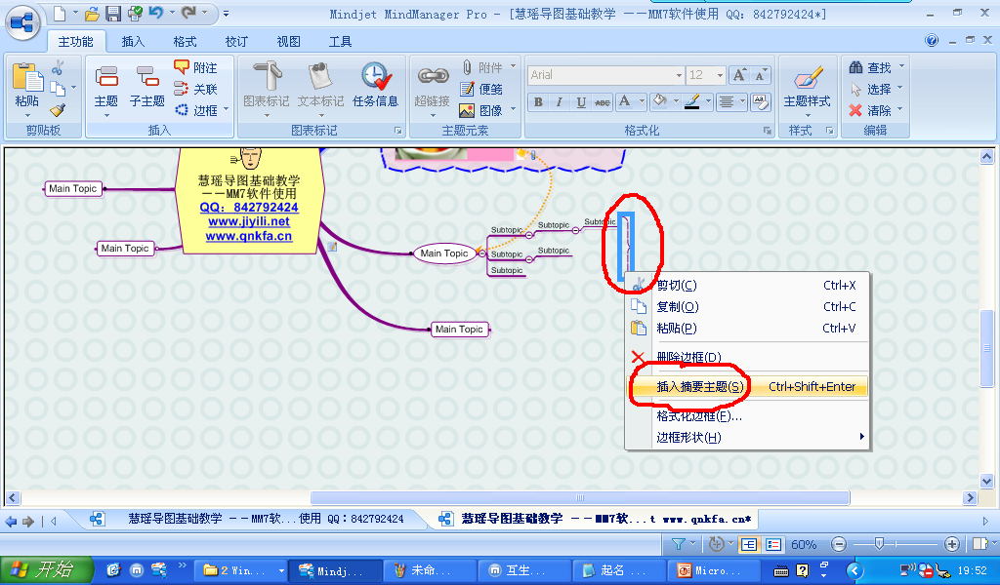 Mindjet MindManager Pro - [慧瑶导图基础教学 －－MM7软件使用 QQ：842792424*]
主功能 插入 格式 校订 视图 工具
粘贴
剪贴板
主题 子主题
附注
关联
边框
插入
图表标记 文本标记 任务信息
图表标记
超链接
附件
便笺
图像
主题元素
Arial 12
B I U ABC A
格式化
主题样式
样式
查找
选择
清除
编辑
Main Topic
Main Topic
慧瑶导图基础教学
－－MM7软件使用
QQ：842792424
www.jiyili.net
www.qnkfa.cn
Main Topic
Subtopic Subtopic Subtopic
Subtopic Subtopic
Subtopic
Main Topic
剪切(C) Ctrl+X
复制(O) Ctrl+C
粘贴(P) Ctrl+V
删除边框(D)
插入摘要主题(S) Ctrl+Shift+Enter
格式化边框(F)...
边框形状(H)
慧瑶导图基础教学 －－MM7软...使用 QQ：842792424
慧瑶导图基础教学 －－MM7软...t www.qnkfa.cn*
60%
开始
2 Win...
Mindj...
未命...
互生...
起名 ...
Micro...
19:52